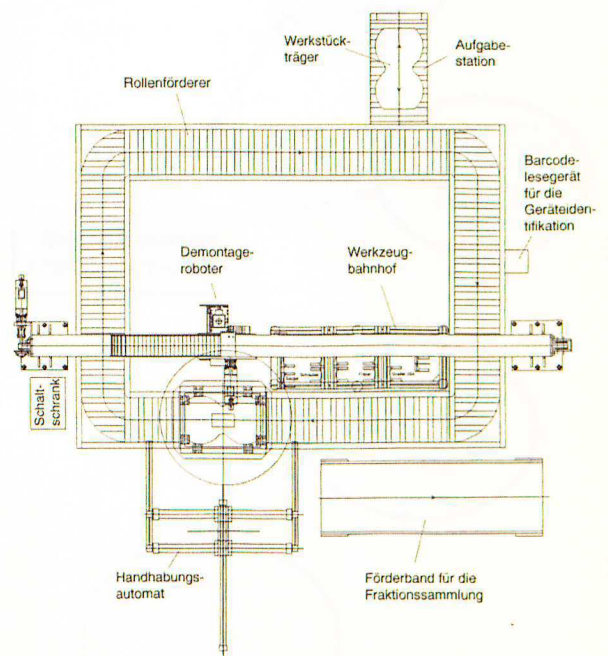 Werkstück-
träger
Aufgabe-
station
Rollenförderer
Barcode-
lesegerät
für die
Geräteiden-
tifikation
Demontage-
roboter
Werkzeug-
bahnhof
Schalt-
schrank
Handhabungs-
automat
Förderband für die
Fraktionssammlung